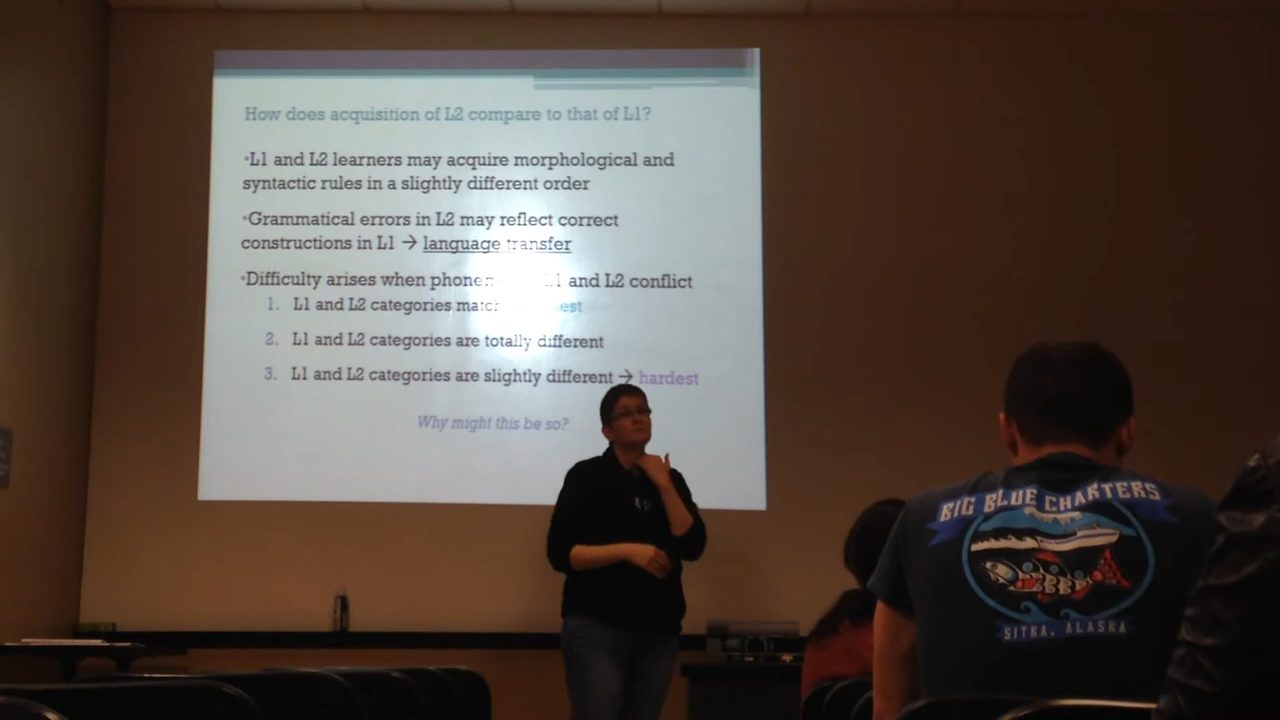 How does acquisition of L2 compare to that of L1?
•L1 and L2 learners may acquire morphological and
syntactic rules in a slightly different order
•Grammatical errors in L2 may reflect correct
constructions in L1 → language transfer
•Difficulty arises when L1 and L2 conflict
1. L1 and L2 categories
2. L1 and L2 categories are totally different
3. L1 and L2 categories are slightly different → hardest
Why might this be so?
BIG BLUE CHARTERS
SITKA, ALASKA